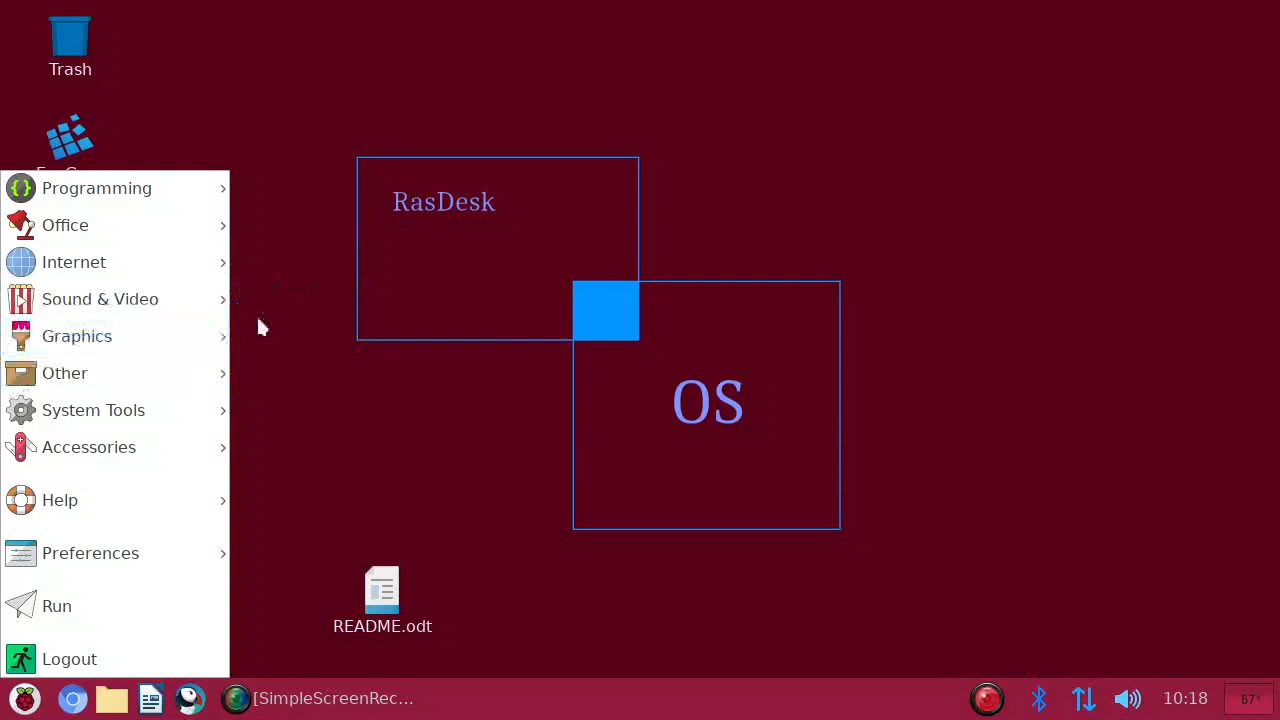 Trash
Programming
Office
Internet
Sound & Video
Graphics
Other
System Tools
Accessories
Help
Preferences
Run
Logout
RasDesk
OS
README.odt
[SimpleScreenRec...
10:18
67°